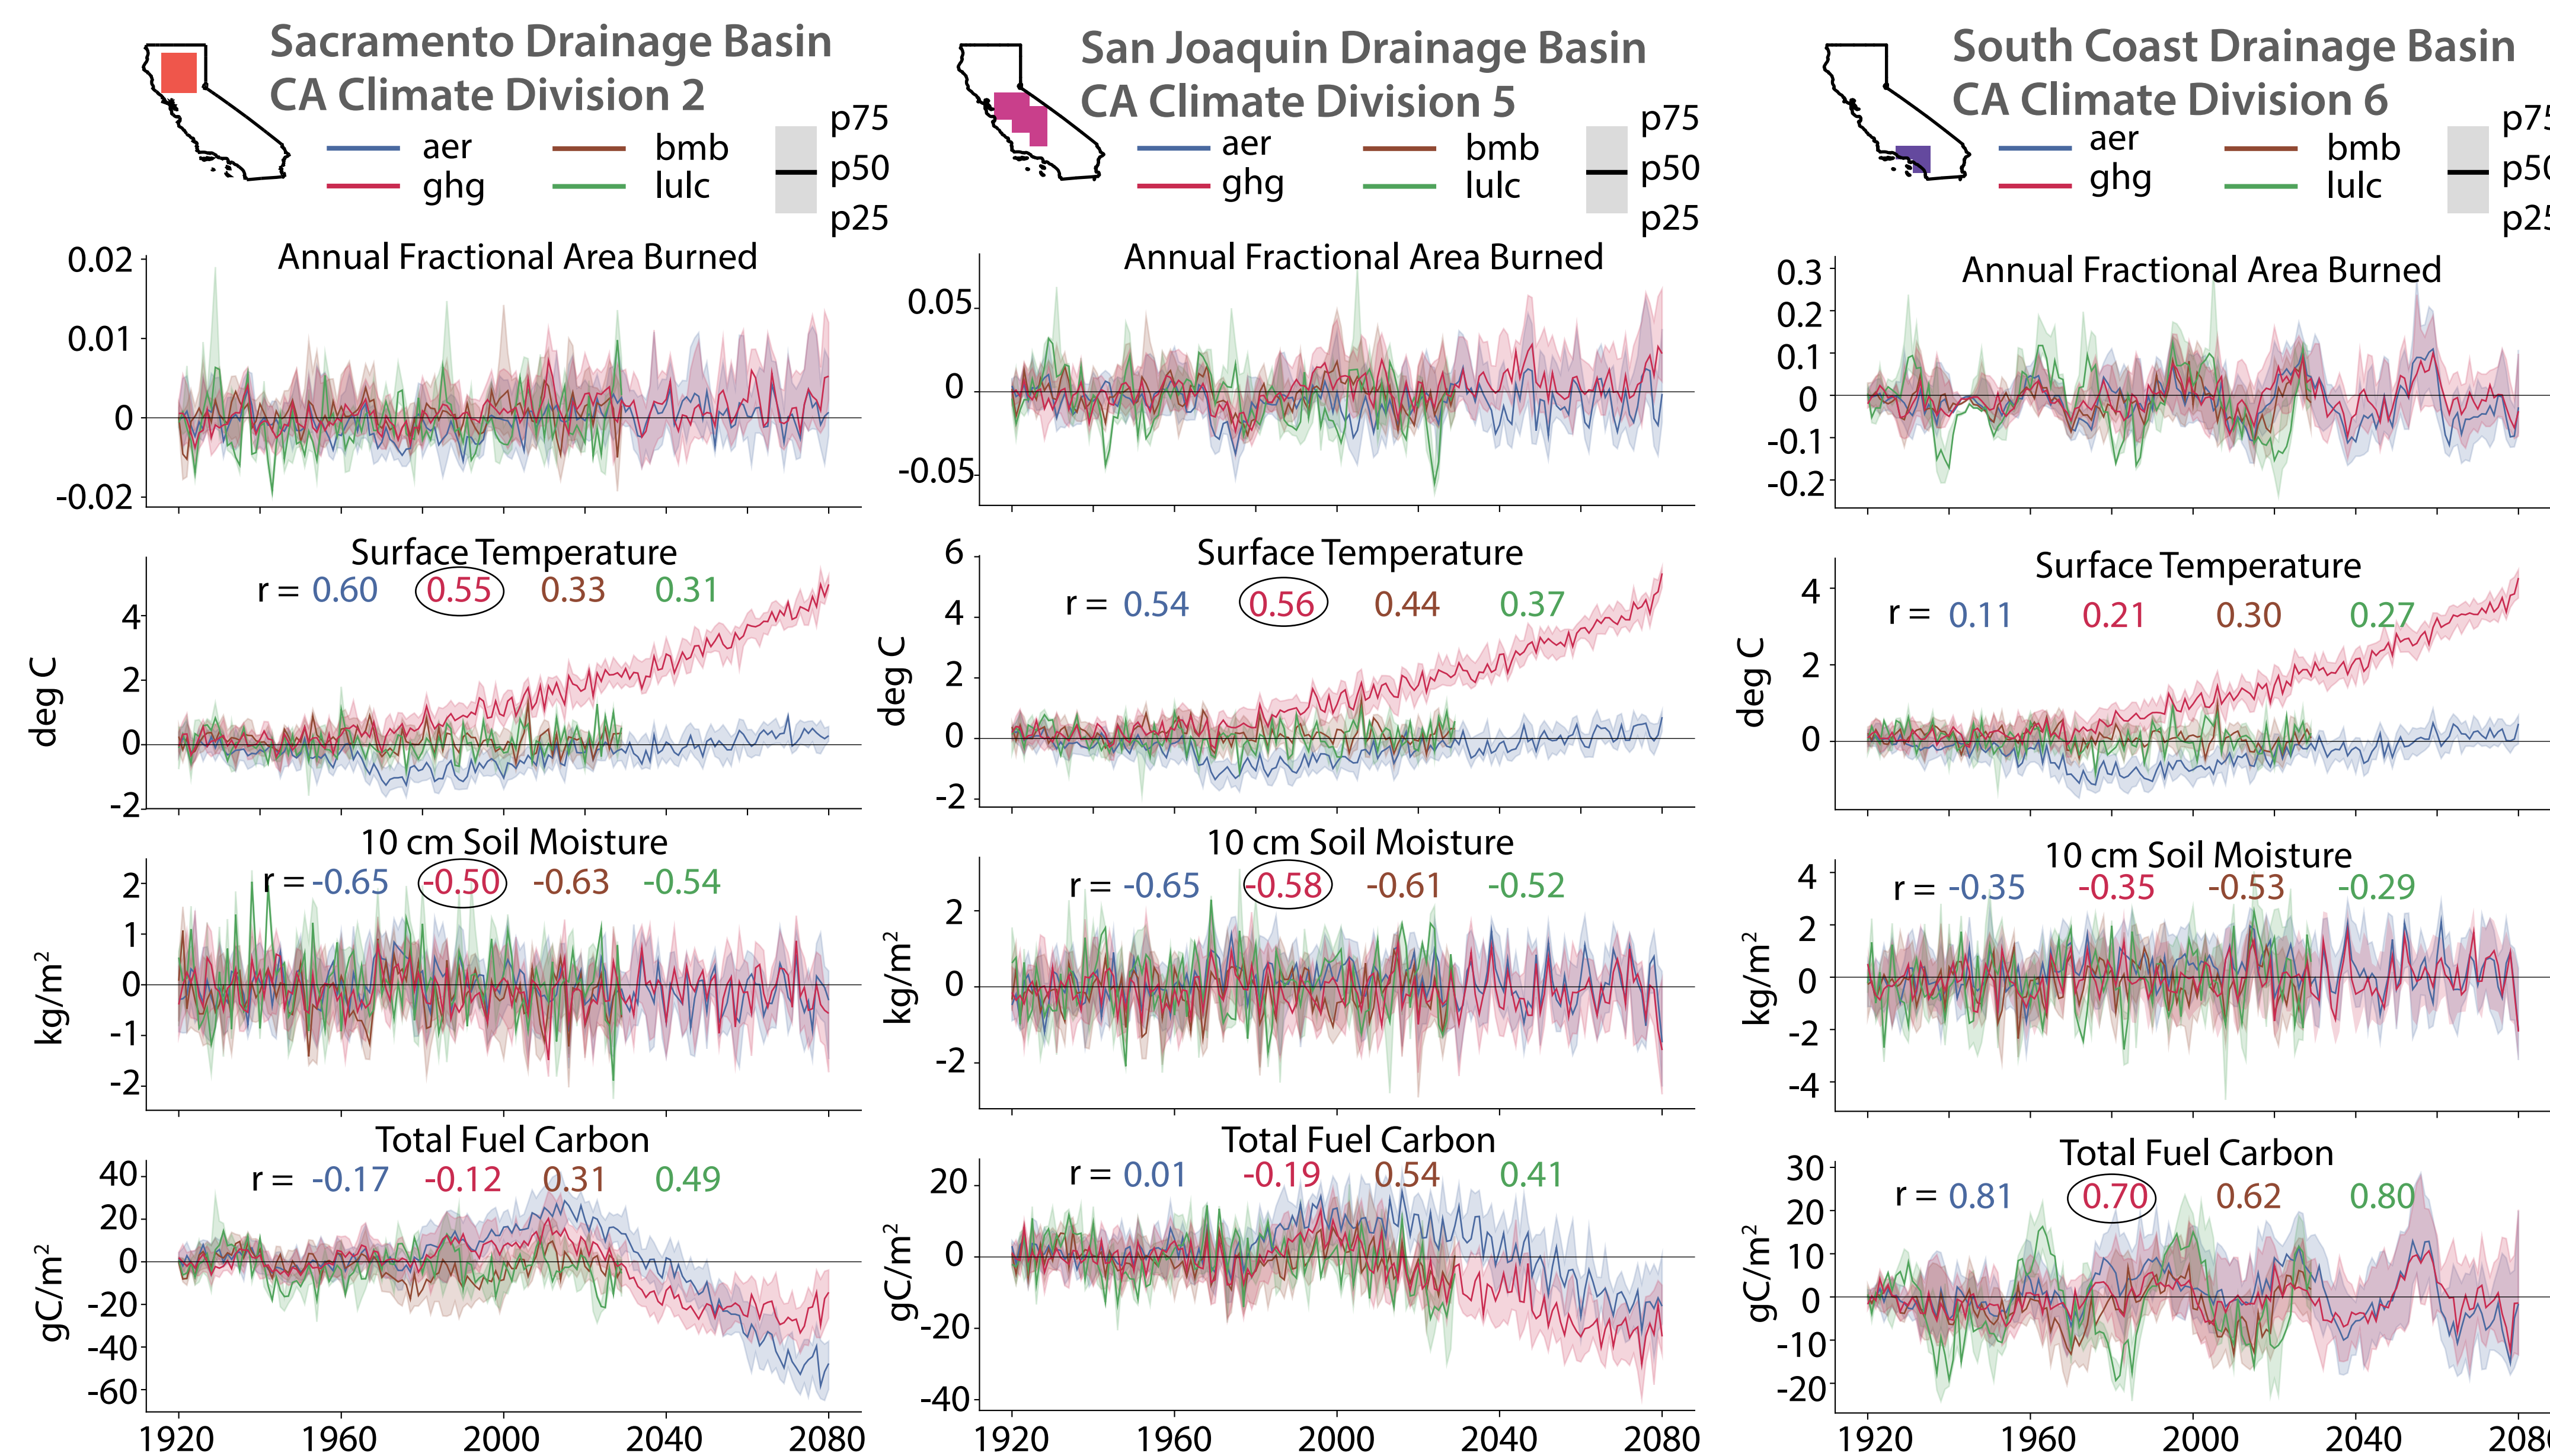 Sacramento Drainage Basin
CA Climate Division 2
aer
bmb
ghg
lulc
p75
p50
p25
San Joaquin Drainage Basin
CA Climate Division 5
aer
bmb
ghg
lulc
p75
p50
p25
South Coast Drainage Basin
CA Climate Division 6
aer
bmb
ghg
lulc
p75
p50
p25
Annual Fractional Area Burned
0.02
0.01
0
-0.02
Annual Fractional Area Burned
0.05
0
-0.05
Annual Fractional Area Burned
0.3
0.2
0.1
0
-0.1
-0.2
Surface Temperature
r = 0.60 0.55 0.33 0.31
deg C
4
2
0
-2
Surface Temperature
r = 0.54 0.56 0.44 0.37
deg C
6
4
2
0
-2
Surface Temperature
r = 0.11 0.21 0.30 0.27
deg C
4
2
0
10 cm Soil Moisture
r = -0.65 -0.50 -0.63 -0.54
kg/m²
2
1
0
-1
-2
10 cm Soil Moisture
r = -0.65 -0.58 -0.61 -0.52
kg/m²
2
0
-2
10 cm Soil Moisture
r = -0.35 -0.35 -0.53 -0.29
kg/m²
4
2
0
-2
-4
Total Fuel Carbon
r = -0.17 -0.12 0.31 0.49
gC/m²
40
20
0
-20
-40
-60
1920 1960 2000 2040 2080
Total Fuel Carbon
r = 0.01 -0.19 0.54 0.41
gC/m²
20
0
-20
-40
1920 1960 2000 2040 2080
Total Fuel Carbon
r = 0.81 0.70 0.62 0.80
gC/m²
30
20
10
0
-10
-20
1920 1960 2000 2040 2080